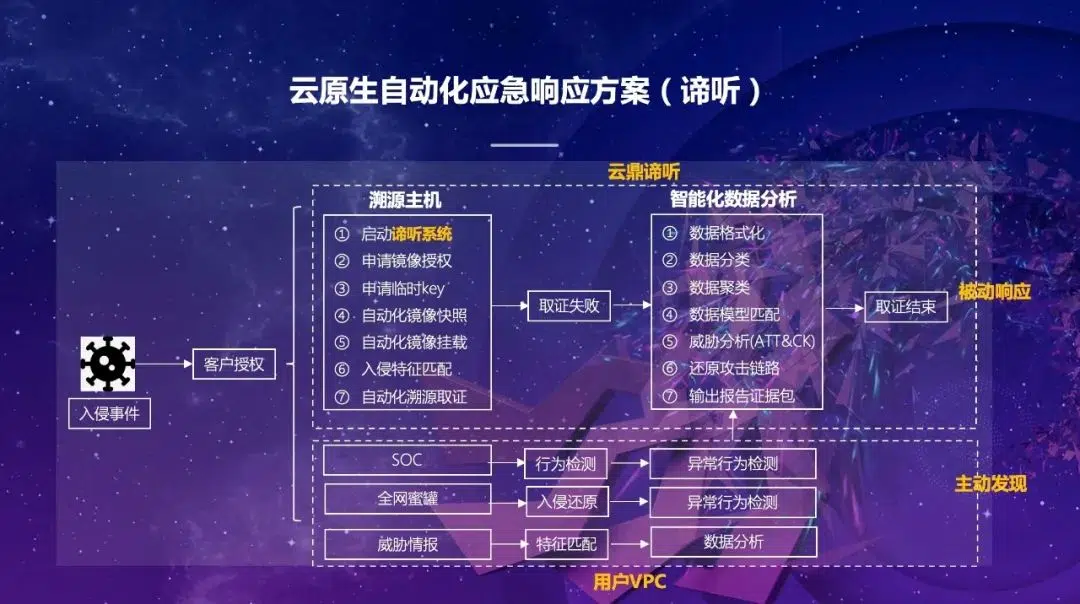 云原生自动化应急响应方案（谛听）
云鼎谛听
溯源主机
① 启动谛听系统
② 申请镜像授权
③ 申请临时key
④ 自动化镜像快照
⑤ 自动化镜像挂载
⑥ 入侵特征匹配
⑦ 自动化溯源取证
取证失败
智能化数据分析
① 数据格式化
② 数据分类
③ 数据聚类
④ 数据模型匹配
⑤ 威胁分析(ATT&CK)
⑥ 还原攻击链路
⑦ 输出报告证据包
取证结束
被动响应
入侵事件
客户授权
SOC
行为检测
异常行为检测
全网蜜罐
入侵还原
异常行为检测
威胁情报
特征匹配
数据分析
主动发现
用户VPC